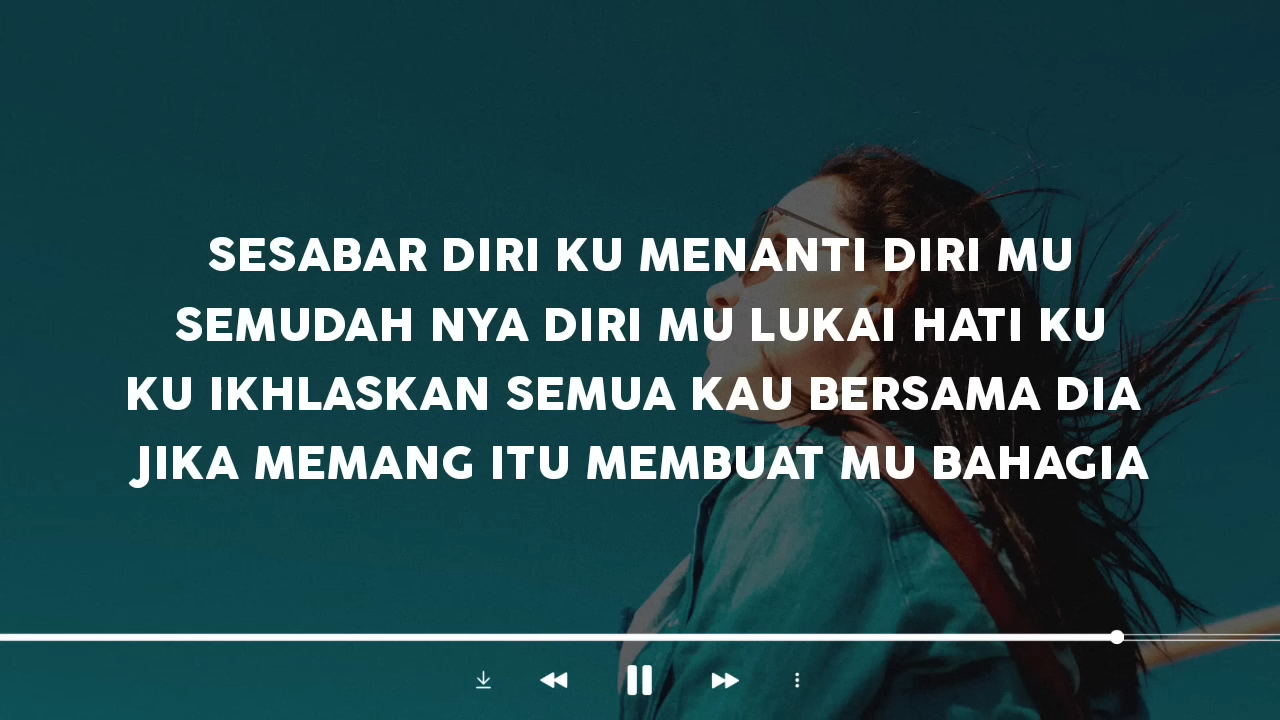 SESABAR DIRI KU MENANTI DIRI MU
SEMUDAH NYA DIRI MU LUKAI HATI KU
KU IKHLASKAN SEMUA KAU BERSAMA DIA
JIKA MEMANG ITU MEMBUAT MU BAHAGIA